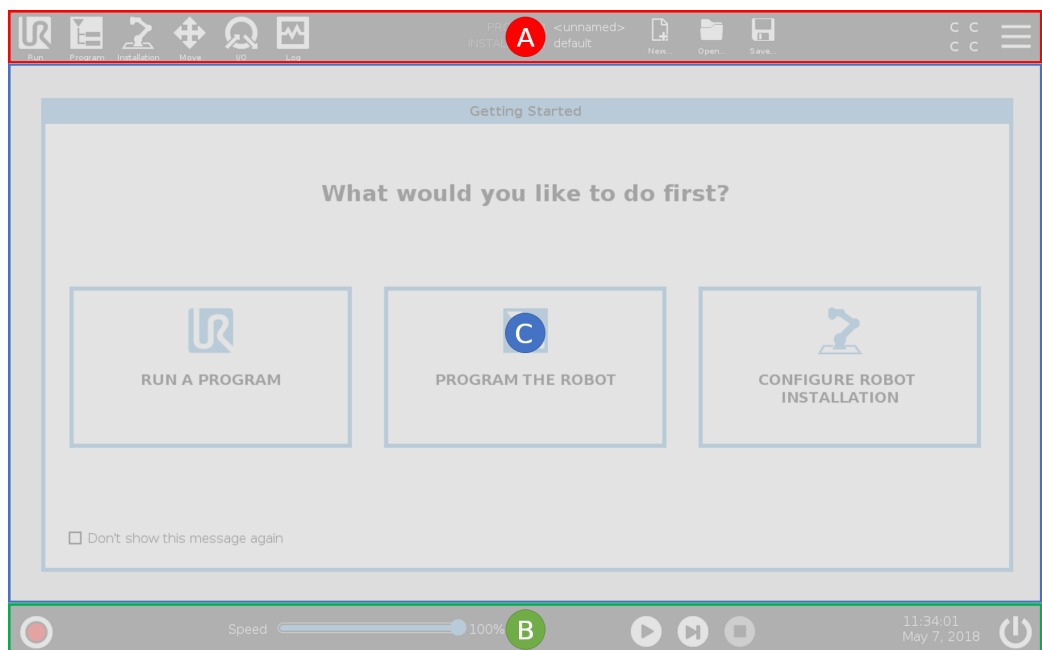 A
<unnamed>
default
Run
Program
Installation
Move
I/O
Log
New...
Open...
Save...
C C
C C
Getting Started
What would you like to do first?
C
RUN A PROGRAM
PROGRAM THE ROBOT
CONFIGURE ROBOT
INSTALLATION
Don't show this message again
Speed
100%
B
11:34:01
May 7, 2018